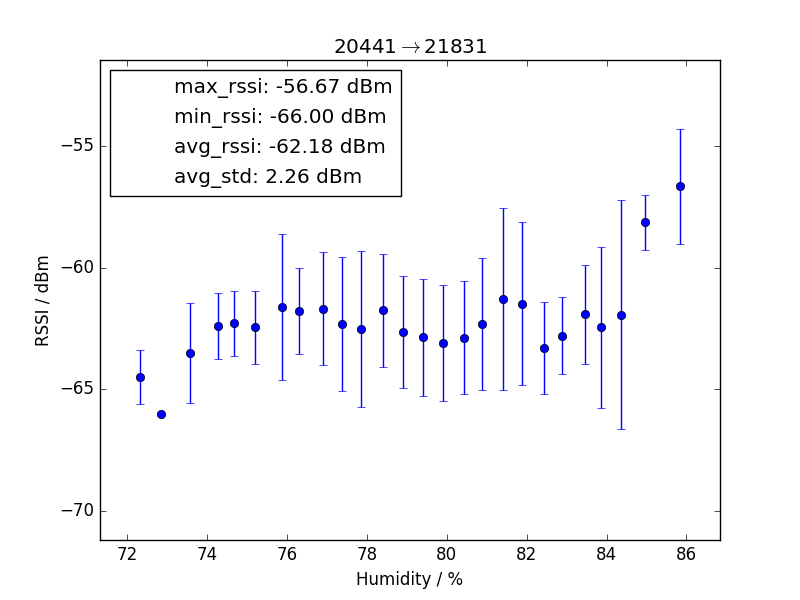 20441→21831
max_rssi: -56.67 dBm
min_rssi: -66.00 dBm
avg_rssi: -62.18 dBm
avg_std: 2.26 dBm
−55
−60
−65
−70
RSSI / dBm
72 74 76 78 80 82 84 86
Humidity / %